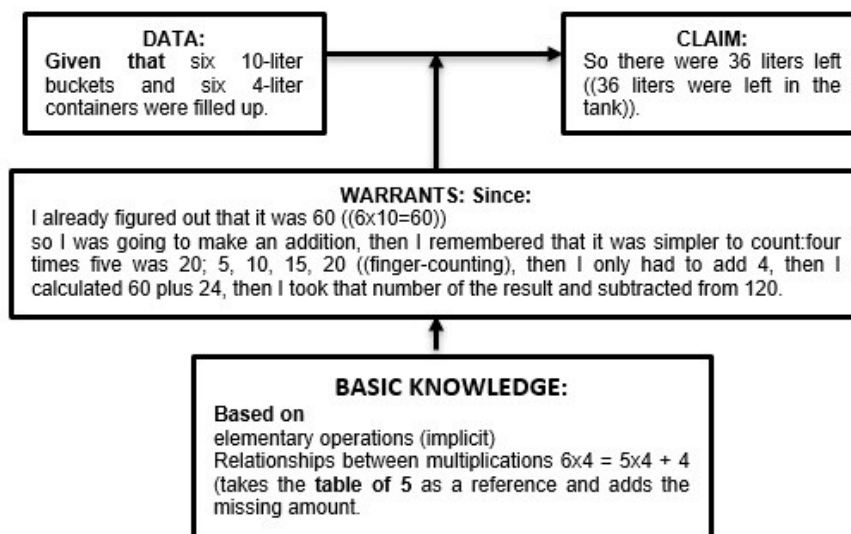 DATA:
Given that six 10-liter
buckets and six 4-liter
containers were filled up.
CLAIM:
So there were 36 liters left
((36 liters were left in the
tank)).
WARRANTS: Since:
I already figured out that it was 60 ((6x10=60))
so I was going to make an addition, then I remembered that it was simpler to count:four
times five was 20; 5, 10, 15, 20 ((finger-counting), then I only had to add 4, then I
calculated 60 plus 24, then I took that number of the result and subtracted from 120.
BASIC KNOWLEDGE:
Based on
elementary operations (implicit)
Relationships between multiplications 6x4 = 5x4 + 4
(takes the table of 5 as a reference and adds the
missing amount.